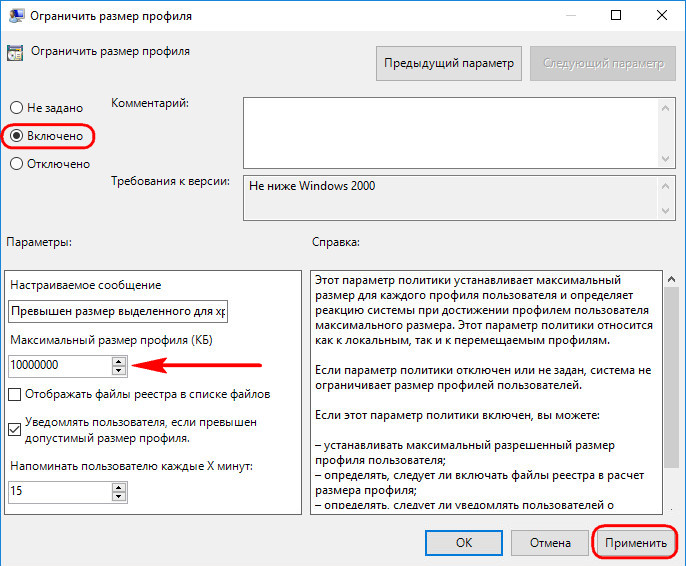 Ограничить размер профиля
Ограничить размер профиля
Предыдущий параметр
Следующий параметр
Не задано
Включено
Отключено
Комментарий:
Требования к версии:
Не ниже Windows 2000
Параметры:
Справка:
Настраиваемое сообщение
Превышен размер выделенного для хр
Максимальный размер профиля (КБ)
10000000
Отображать файлы реестра в списке файлов
Уведомлять пользователя, если превышен
допустимый размер профиля.
Напоминать пользователю каждые X минут:
15
Этот параметр политики устанавливает максимальный
размер для каждого профиля пользователя и определяет
реакцию системы при достижении профилем пользователя
максимального размера. Этот параметр политики относится
как к локальным, так и к перемещаемым профилям.
Если параметр политики отключен или не задан, система не
ограничивает размер профилей пользователей.
Если этот параметр политики включен, вы можете:
– устанавливать максимальный разрешенный размер
профиля пользователя;
– определять, следует ли включать файлы реестра в расчет
размера профиля;
– определять, следует ли уведомлять пользователей о
OK
Отмена
Применить